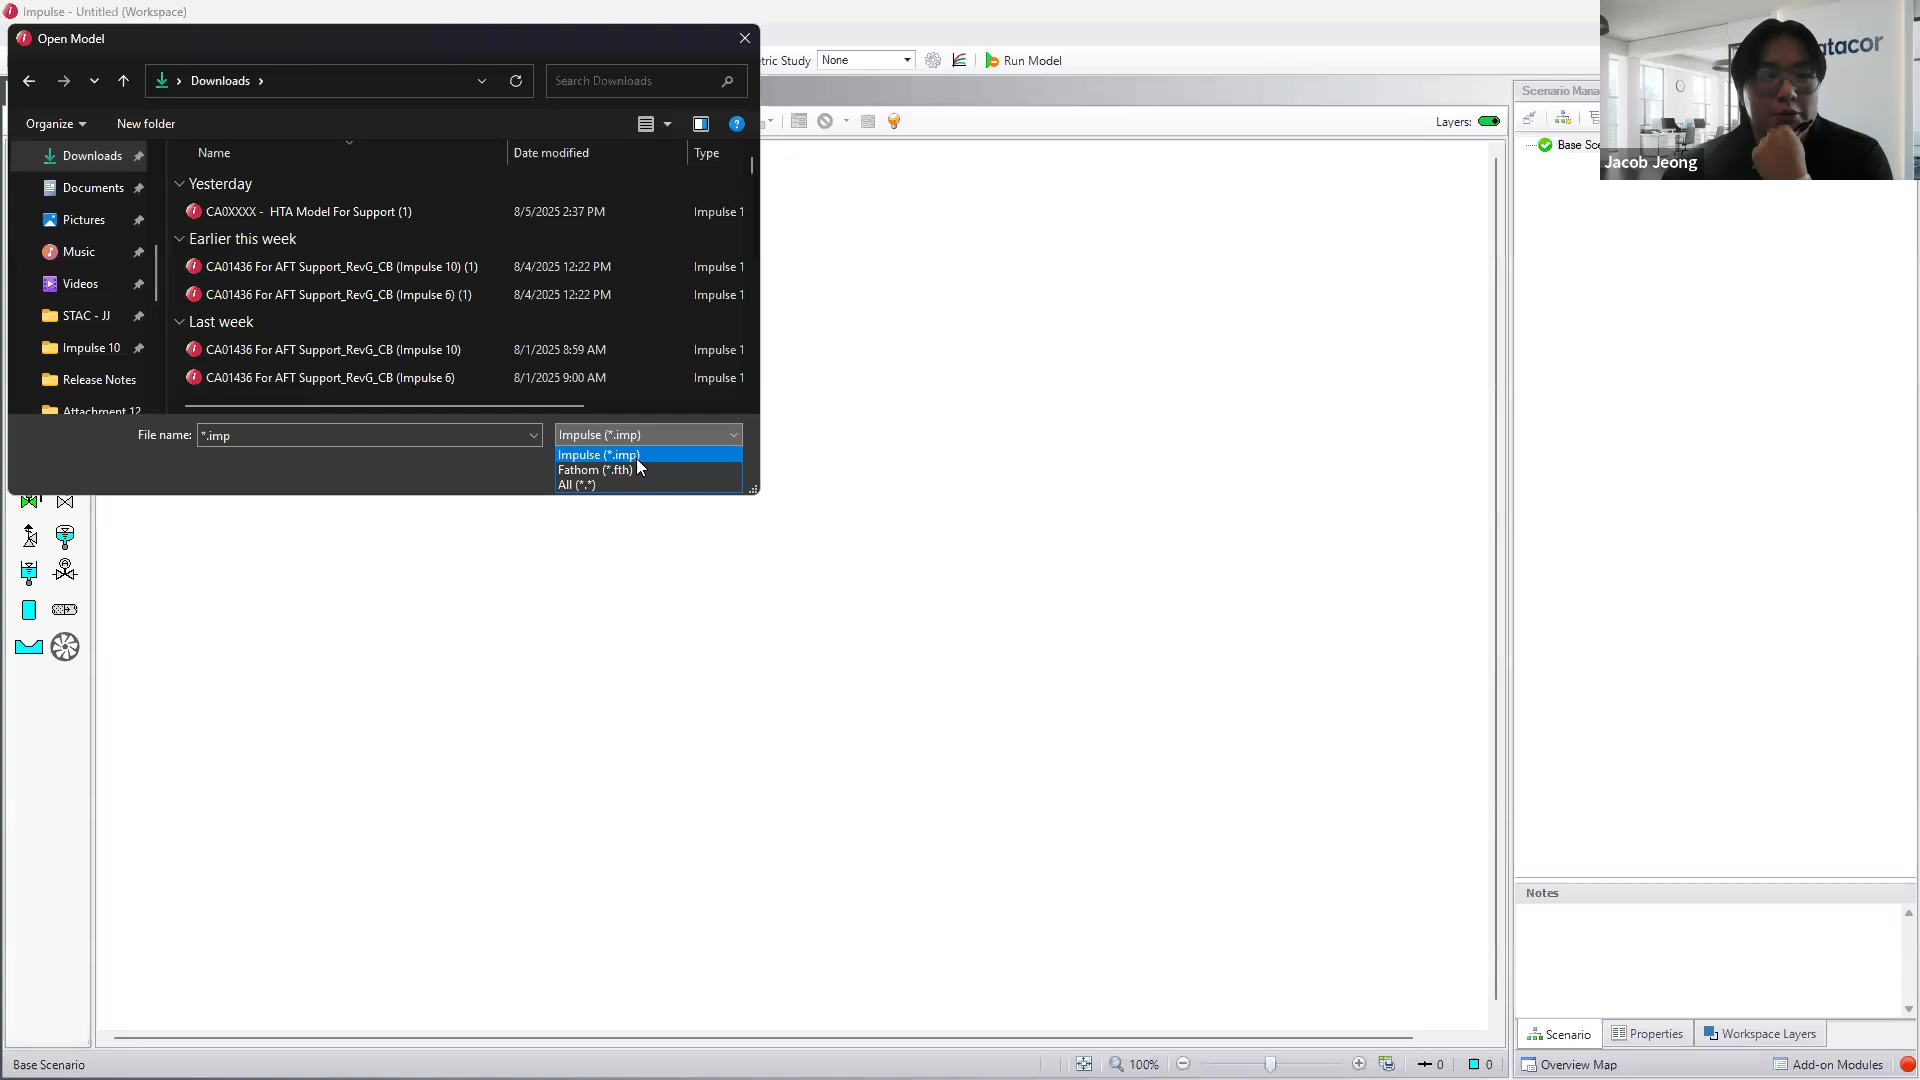 Impulse - Untitled (Workspace)
Open Model
Downloads
Search Downloads
Organize
New folder
Name
Date modified
Type
Downloads
Documents
Pictures
Music
Videos
STAC - JJ
Impulse 10
Release Notes
Attachment 12
Yesterday
CA0XXXX - HTA Model For Support (1)
8/5/2025 2:37 PM
Impulse 1
Earlier this week
CA01436 For AFT Support_RevG_CB (Impulse 10) (1)
8/4/2025 12:22 PM
Impulse 1
CA01436 For AFT Support_RevG_CB (Impulse 6) (1)
8/4/2025 12:22 PM
Impulse 1
Last week
CA01436 For AFT Support_RevG_CB (Impulse 10)
8/1/2025 8:59 AM
Impulse 1
CA01436 For AFT Support_RevG_CB (Impulse 6)
8/1/2025 9:00 AM
Impulse 1
File name:
*.imp
Impulse (*.imp)
Impulse (*.imp)
Fathom (*.fth)
All (*.*)
tric Study
None
Run Model
Layers:
Scenario Mana
Base Sce
atacor
Jacob Jeong
Notes
Scenario
Properties
Workspace Layers
Base Scenario
100%
0
0
Overview Map
Add-on Modules